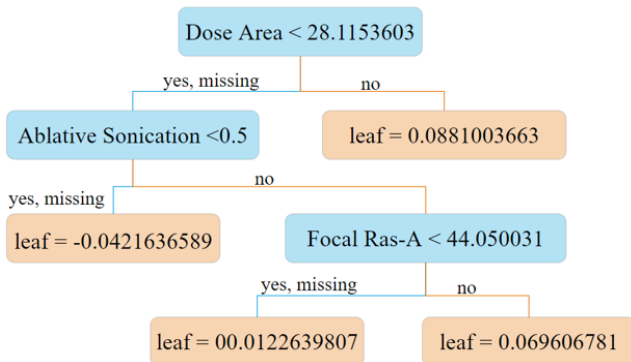 Dose Area < 28.1153603
yes, missing
no
Ablative Sonication <0.5
leaf = 0.0881003663
yes, missing
no
leaf = -0.0421636589
Focal Ras-A < 44.050031
yes, missing
no
leaf = 00.0122639807
leaf = 0.069606781